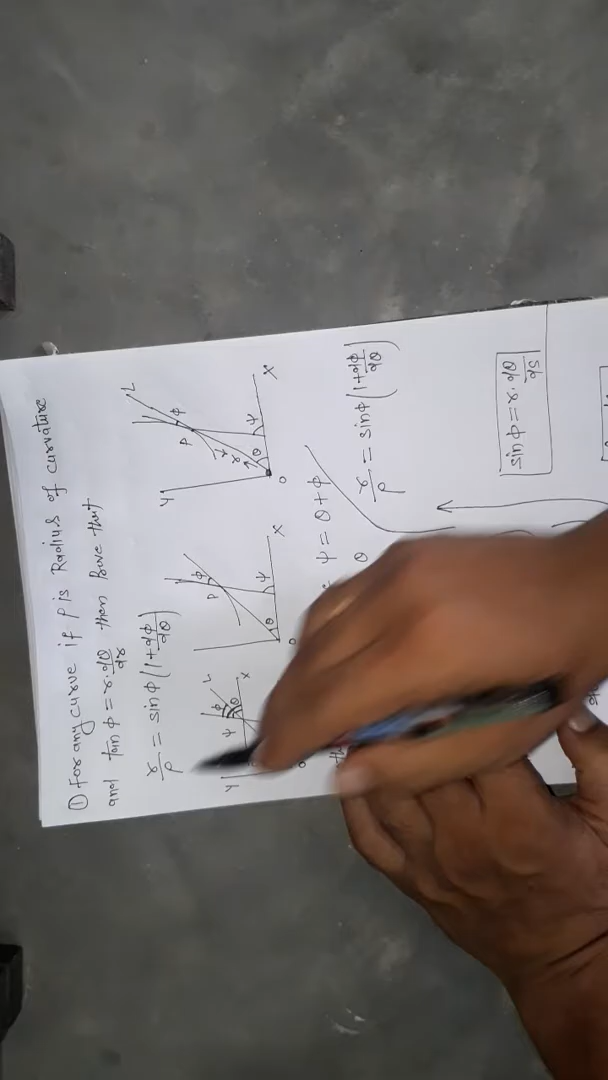 ① For any curve if ρ is Radius of curvature
and tan φ = r.dθ/dr then Prove that
r/ρ = sin φ (1+dφ/dθ)
Y ψ φ θ L X
P φ θ ψ X O
Y P φ L r θ ψ O X
ψ = θ + φ
θ
r/ρ = sin φ (1+dφ/dθ)
sin φ = r.dθ/ds